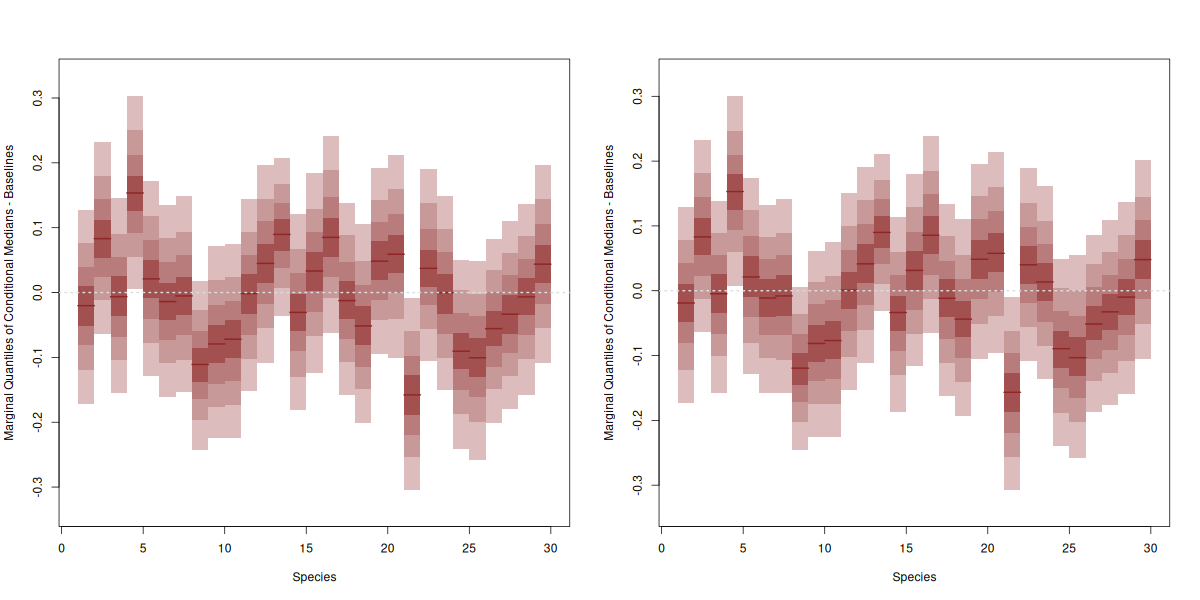 Marginal Quantiles of Conditional Medians - Baselines
0.3
0.2
0.1
0.0
-0.1
-0.2
-0.3
0 5 10 15 20 25 30
Species
Marginal Quantiles of Conditional Medians - Baselines
0.3
0.2
0.1
0.0
-0.1
-0.2
-0.3
0 5 10 15 20 25 30
Species